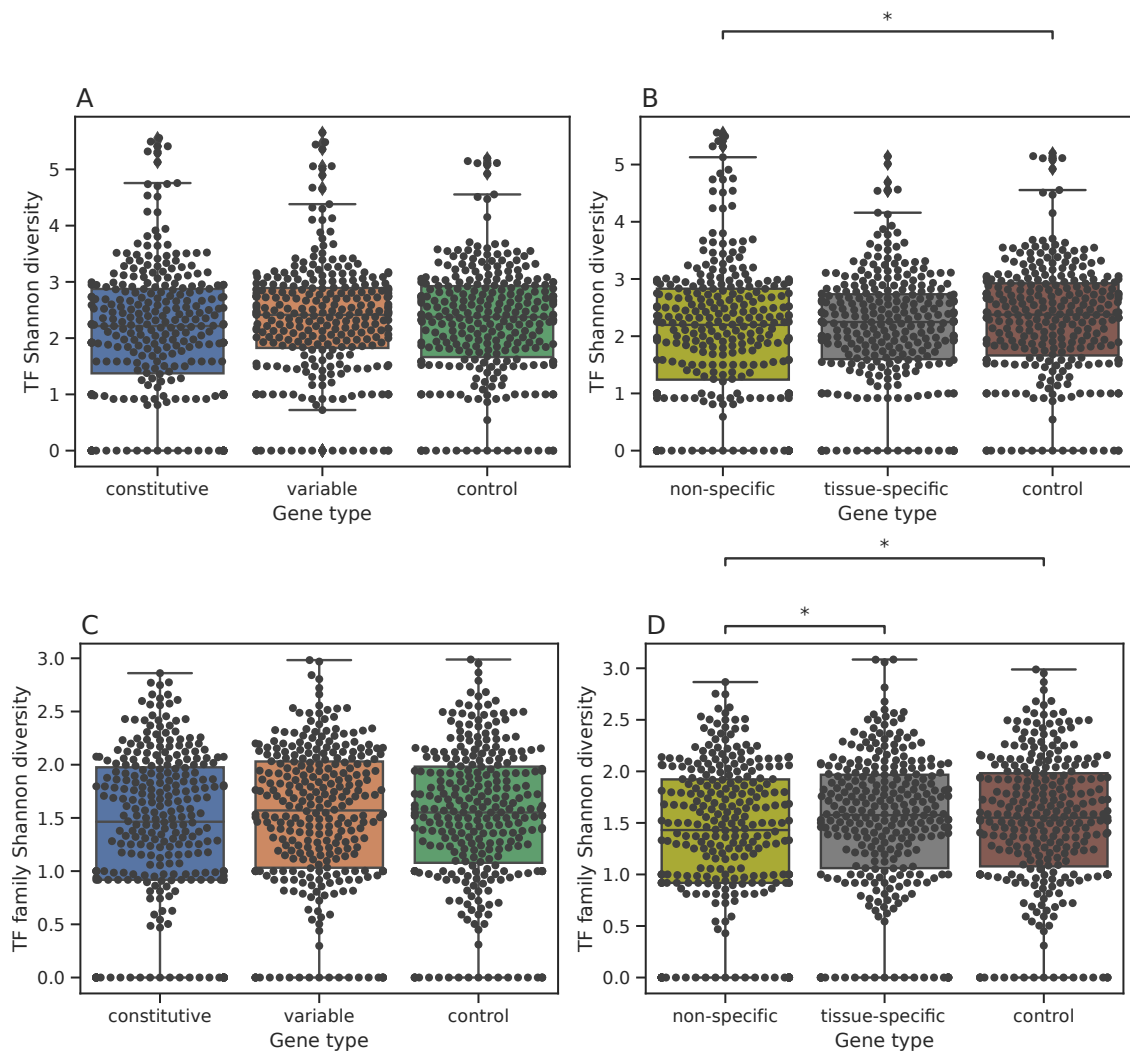 *
A
B
TF Shannon diversity
5
4
3
2
1
0
constitutive variable control
Gene type
TF Shannon diversity
5
4
3
2
1
0
non-specific tissue-specific control
Gene type
*
*
C
D
TF family Shannon diversity
3.0
2.5
2.0
1.5
1.0
0.5
0.0
constitutive variable control
Gene type
TF family Shannon diversity
3.0
2.5
2.0
1.5
1.0
0.5
0.0
non-specific tissue-specific control
Gene type